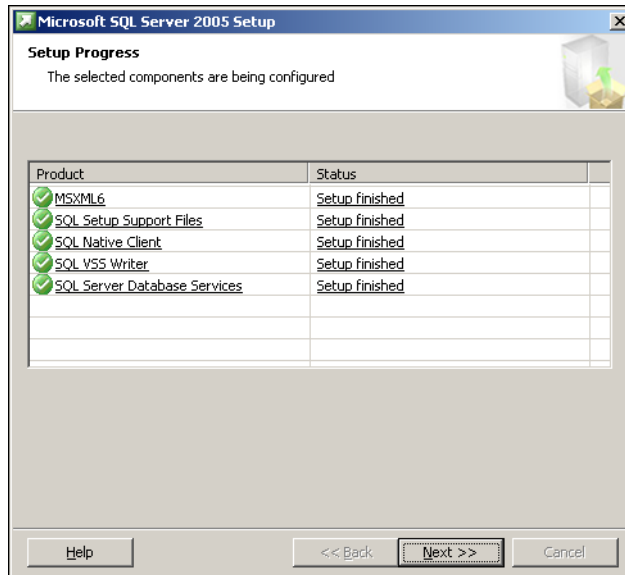 Microsoft SQL Server 2005 Setup
Setup Progress
The selected components are being configured
Product Status
MSXML6 Setup finished
SQL Setup Support Files Setup finished
SQL Native Client Setup finished
SQL VSS Writer Setup finished
SQL Server Database Services Setup finished
Help << Back Next >> Cancel